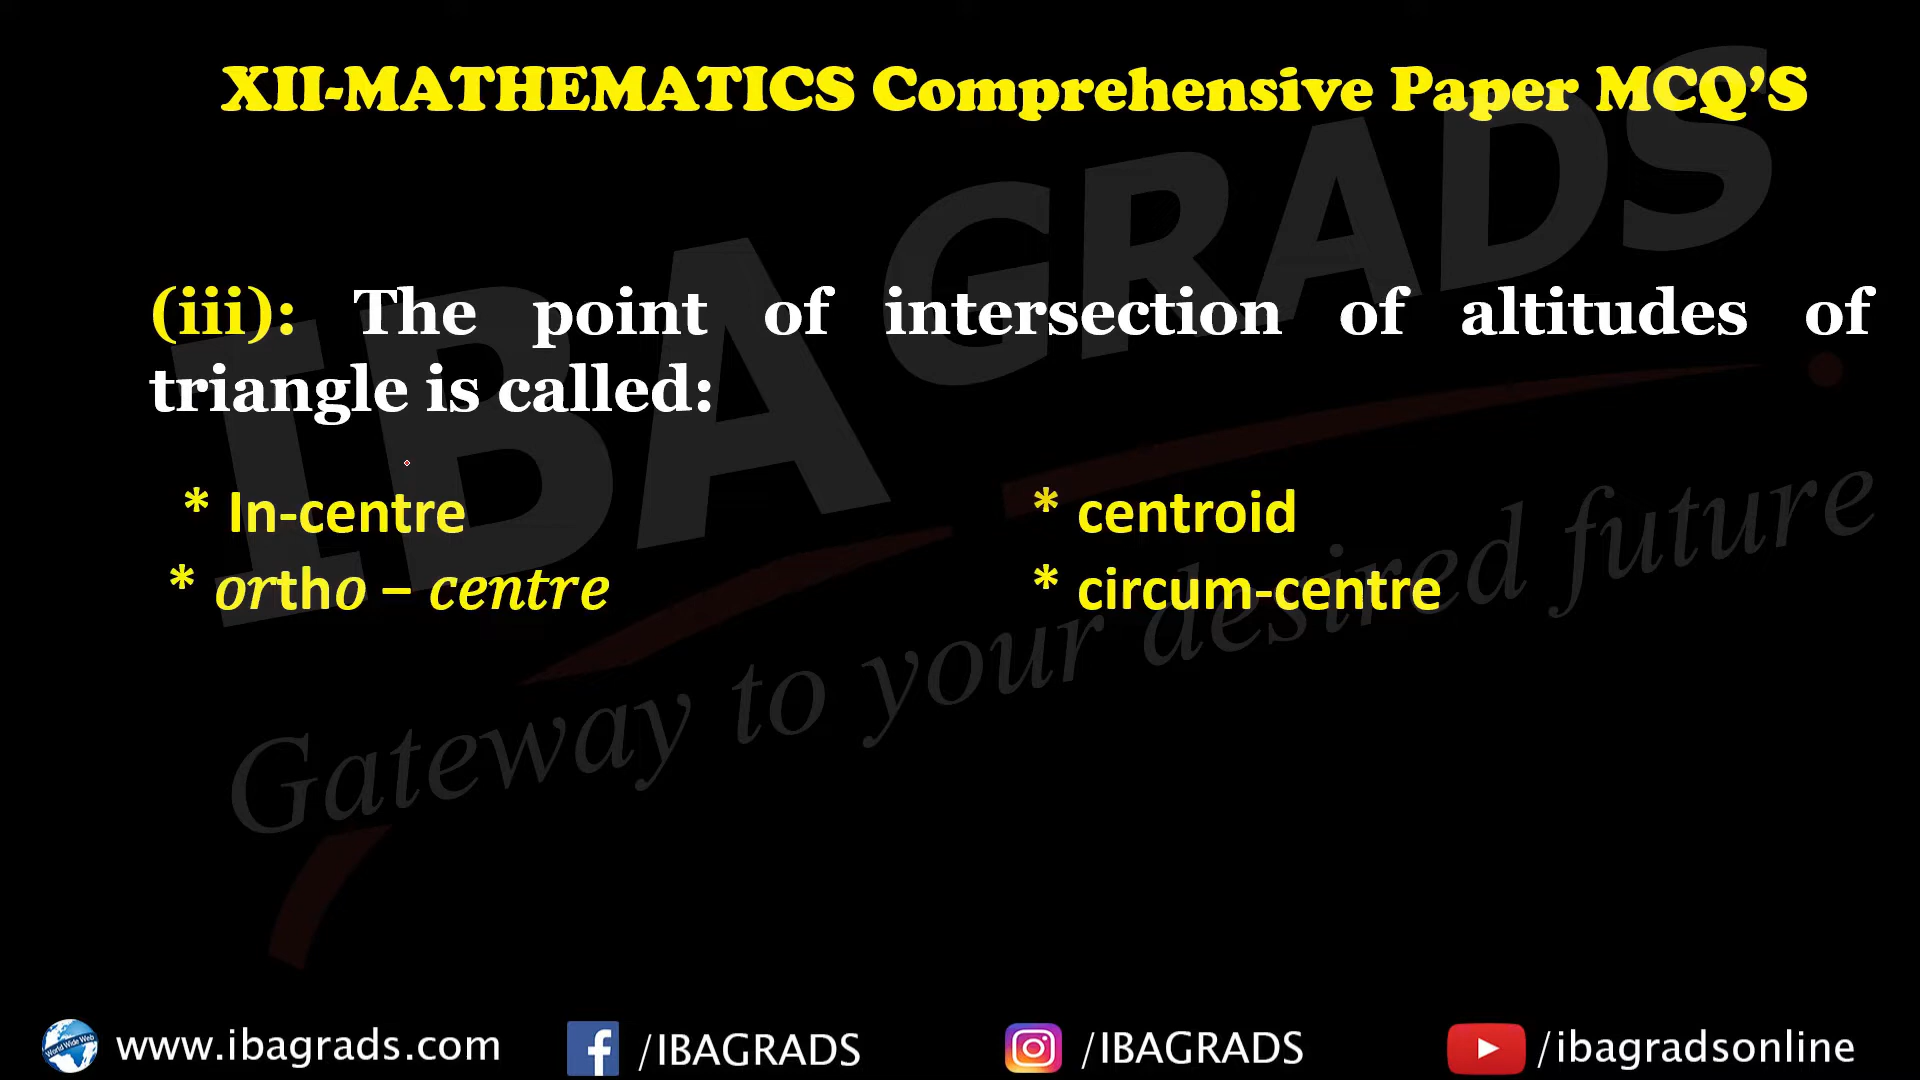 XII-MATHEMATICS Comprehensive Paper MCQ'S
(iii): The point of intersection of altitudes of
triangle is called:
* In-centre * centroid
* ortho – centre * circum-centre
IBA GRADS
Gateway to your desired future
www.ibagrads.com /IBAGRADS /IBAGRADS /ibagradsonline